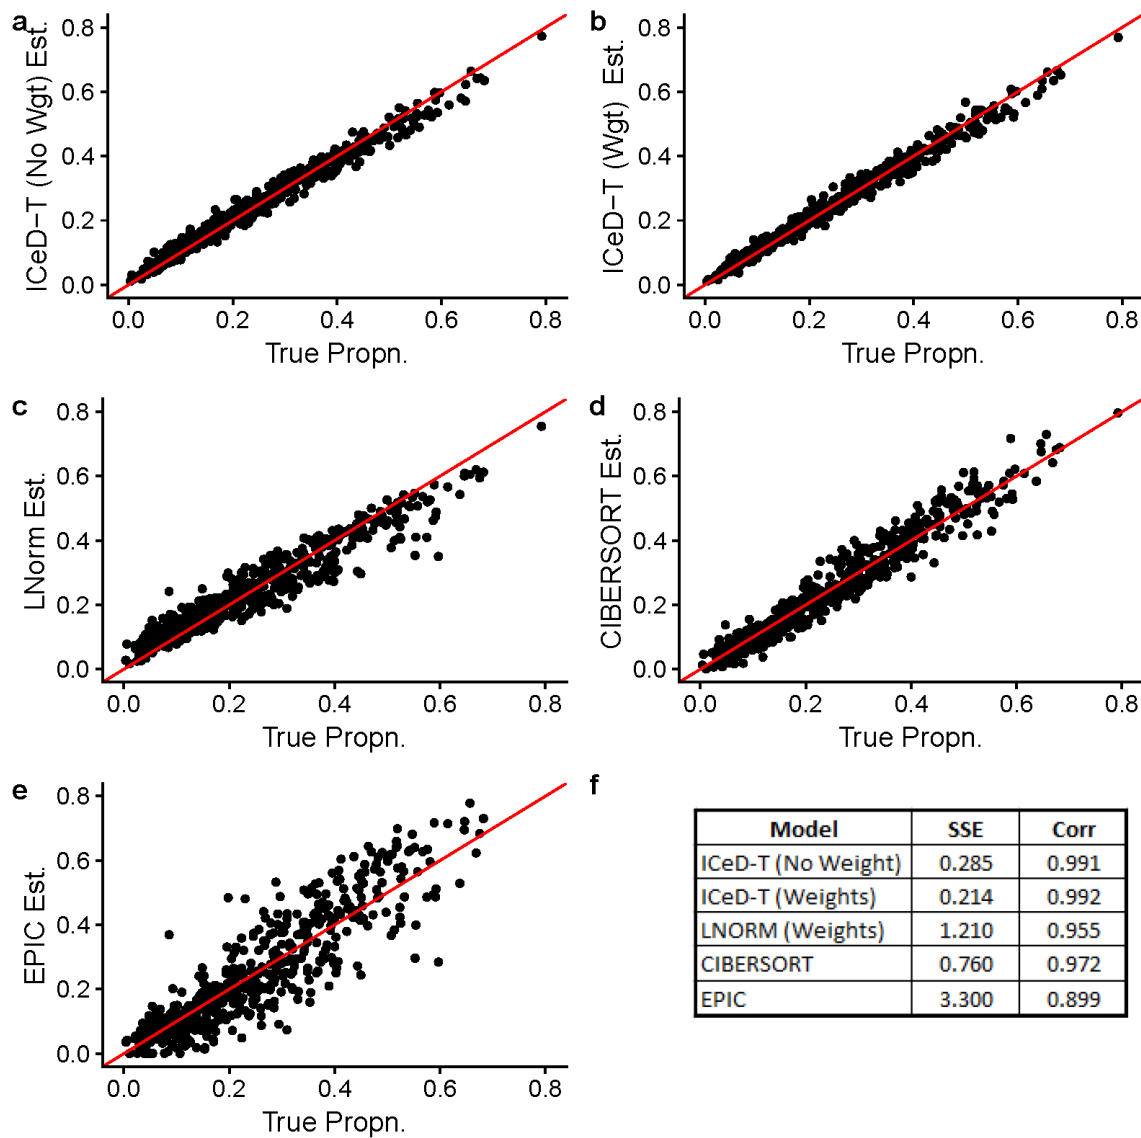 a
b
0.8
0.6
0.4
0.2
0.0
ICeD−T (No Wgt) Est.
0.0 0.2 0.4 0.6 0.8
True Propn.
0.8
0.6
0.4
0.2
0.0
ICeD−T (Wgt) Est.
0.0 0.2 0.4 0.6 0.8
True Propn.
c
d
0.8
0.6
0.4
0.2
0.0
LNorm Est.
0.0 0.2 0.4 0.6 0.8
True Propn.
0.8
0.6
0.4
0.2
0.0
CIBERSORT Est.
0.0 0.2 0.4 0.6 0.8
True Propn.
e
f
0.8
0.6
0.4
0.2
0.0
EPIC Est.
0.0 0.2 0.4 0.6 0.8
True Propn.
Model SSE Corr
ICeD-T (No Weight) 0.285 0.991
ICeD-T (Weights) 0.214 0.992
LNORM (Weights) 1.210 0.955
CIBERSORT 0.760 0.972
EPIC 3.300 0.899